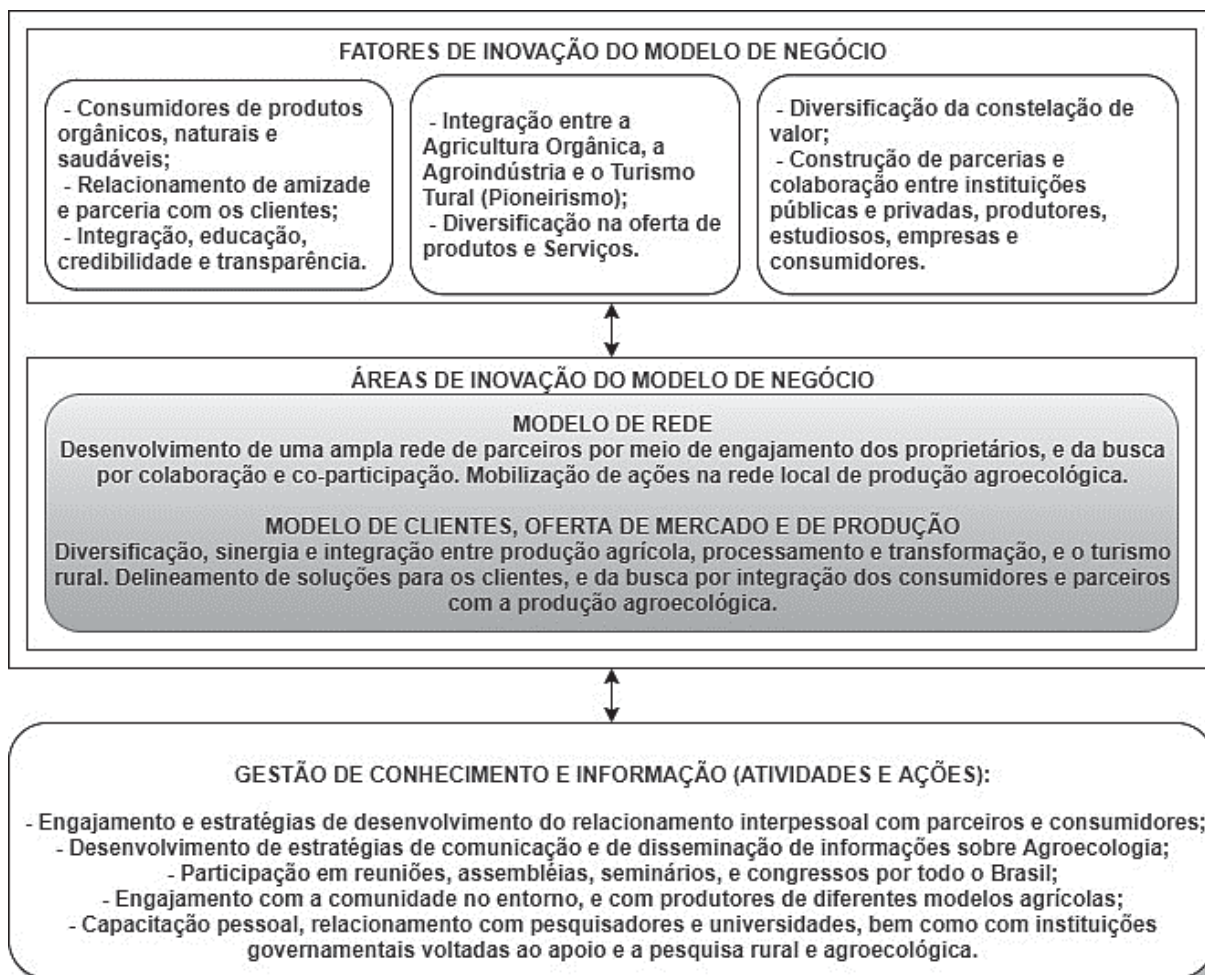 FATORES DE INOVAÇÃO DO MODELO DE NEGÓCIO
- Consumidores de produtos
orgânicos, naturais e
saudáveis;
- Relacionamento de amizade
e parceria com os clientes;
- Integração, educação,
credibilidade e transparência.
- Integração entre a
Agricultura Orgânica, a
Agroindústria e o Turismo
Tural (Pioneirismo);
- Diversificação na oferta de
produtos e Serviços.
- Diversificação da constelação de
valor;
- Construção de parcerias e
colaboração entre instituições
públicas e privadas, produtores,
estudiosos, empresas e
consumidores.
ÁREAS DE INOVAÇÃO DO MODELO DE NEGÓCIO
MODELO DE REDE
Desenvolvimento de uma ampla rede de parceiros por meio de engajamento dos proprietários, e da busca
por colaboração e co-participação. Mobilização de ações na rede local de produção agroecológica.
MODELO DE CLIENTES, OFERTA DE MERCADO E DE PRODUÇÃO
Diversificação, sinergia e integração entre produção agrícola, processamento e transformação, e o turismo
rural. Delineamento de soluções para os clientes, e da busca por integração dos consumidores e parceiros
com a produção agroecológica.
GESTÃO DE CONHECIMENTO E INFORMAÇÃO (ATIVIDADES E AÇÕES):
- Engajamento e estratégias de desenvolvimento do relacionamento interpessoal com parceiros e consumidores;
- Desenvolvimento de estratégias de comunicação e de disseminação de informações sobre Agroecologia;
- Participação em reuniões, assembléias, seminários, e congressos por todo o Brasil;
- Engajamento com a comunidade no entorno, e com produtores de diferentes modelos agrícolas;
- Capacitação pessoal, relacionamento com pesquisadores e universidades, bem como com instituições
governamentais voltadas ao apoio e a pesquisa rural e agroecológica.